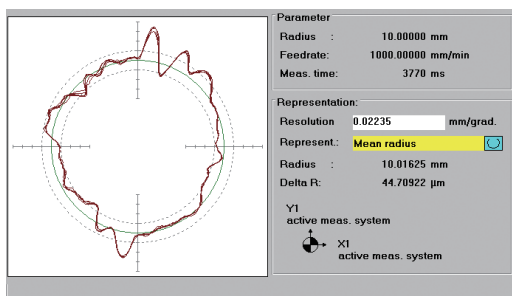 Parameter
Radius : 10.00000 mm
Feedrate: 1000.00000 mm/min
Meas. time: 3770 ms
Representation:
Resolution 0.02235 mm/grad.
Represent.: Mean radius
Radius : 10.01625 mm
Delta R: 44.70922 µm
Y1
active meas. system
X1
active meas. system